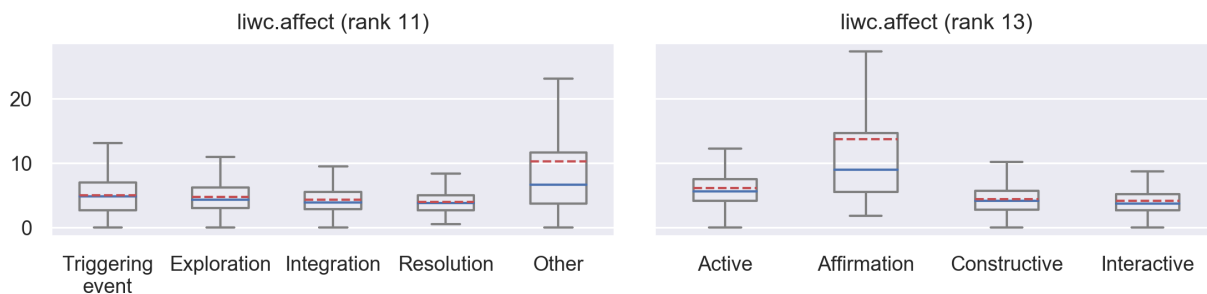 liwc.affect (rank 11)
liwc.affect (rank 13)
20
10
0
Triggering
event
Exploration
Integration
Resolution
Other
Active
Affirmation
Constructive
Interactive